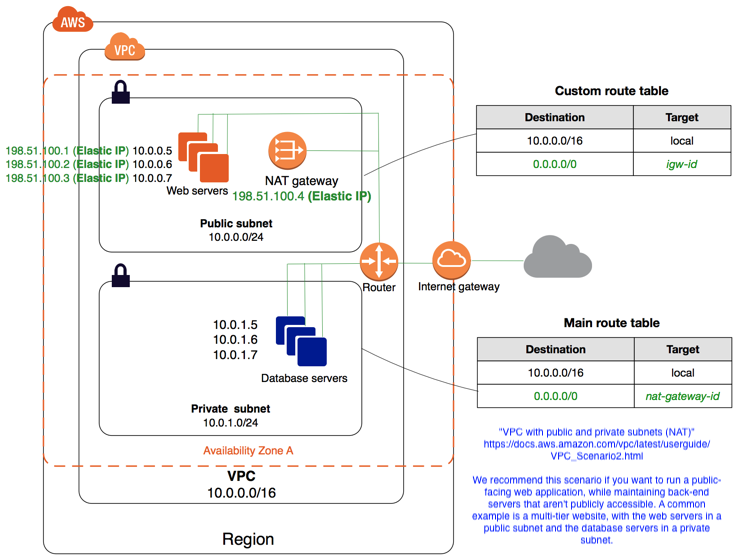 AWS
VPC
Custom route table
Destination Target
10.0.0.0/16 local
0.0.0.0/0 igw-id
198.51.100.1 (Elastic IP) 10.0.0.5
198.51.100.2 (Elastic IP) 10.0.0.6
198.51.100.3 (Elastic IP) 10.0.0.7
Web servers
NAT gateway
198.51.100.4 (Elastic IP)
Public subnet
10.0.0.0/24
Router
Internet gateway
10.0.1.5
10.0.1.6
10.0.1.7
Database servers
Private subnet
10.0.1.0/24
Availability Zone A
VPC
10.0.0.0/16
Region
Main route table
Destination Target
10.0.0.0/16 local
0.0.0.0/0 nat-gateway-id
"VPC with public and private subnets (NAT)"
https://docs.aws.amazon.com/vpc/latest/userguide/
VPC_Scenario2.html
We recommend this scenario if you want to run a public-
facing web application, while maintaining back-end
servers that aren't publicly accessible. A common
example is a multi-tier website, with the web servers in a
public subnet and the database servers in a private
subnet.